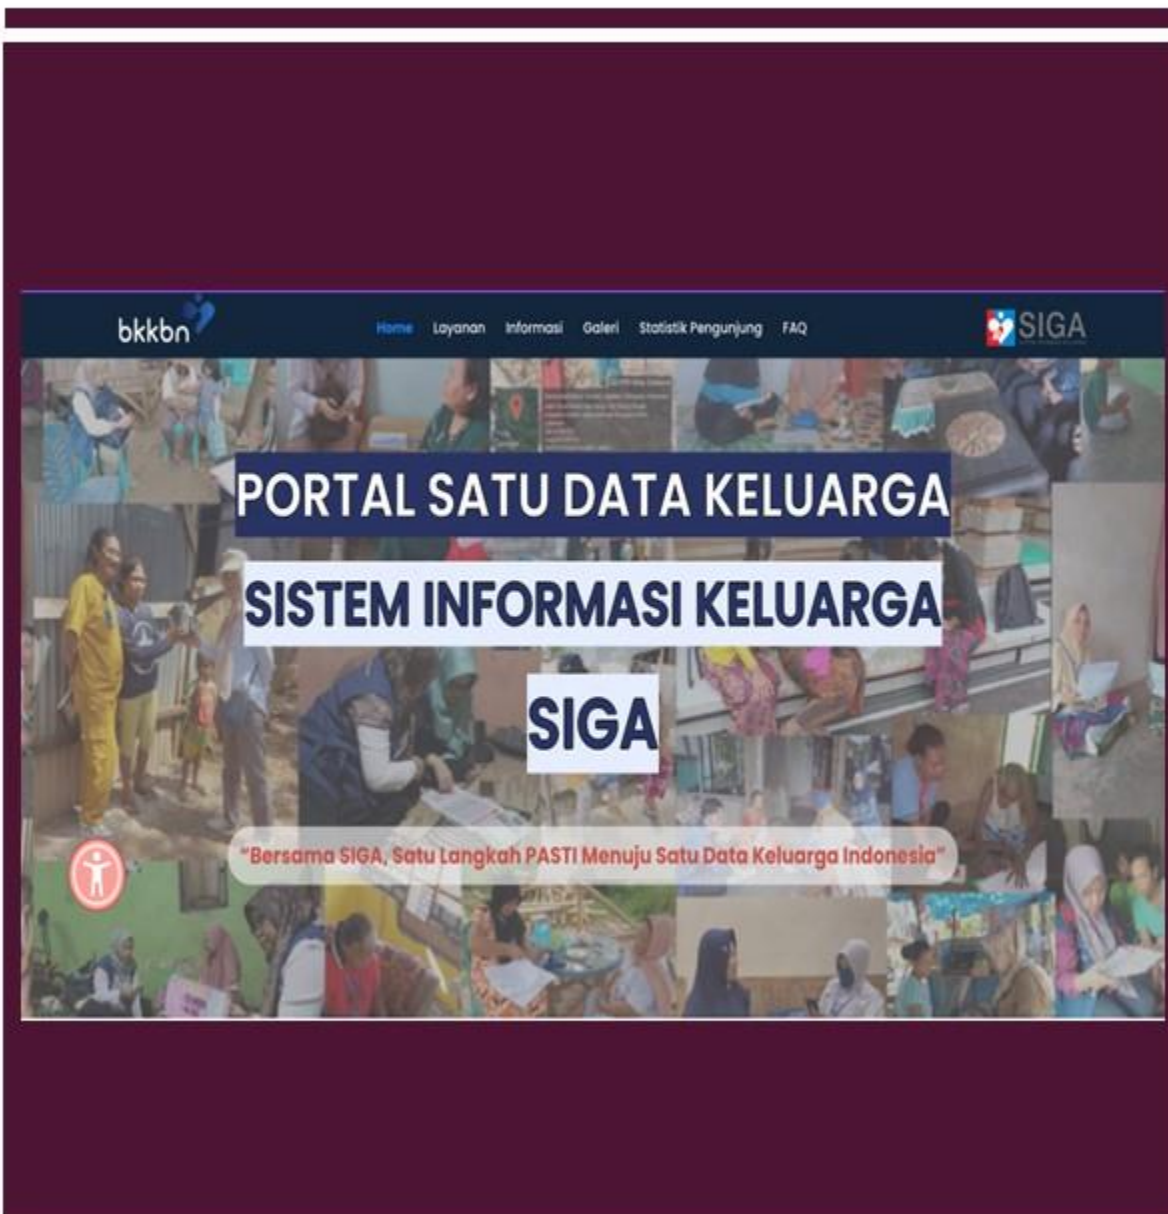 bkkbn
Home Layanan Informasi Galeri Statistik Pengunjung FAQ
SIGA
PORTAL SATU DATA KELUARGA
SISTEM INFORMASI KELUARGA
SIGA
"Bersama SIGA, Satu Langkah PASTI Menuju Satu Data Keluarga Indonesia"